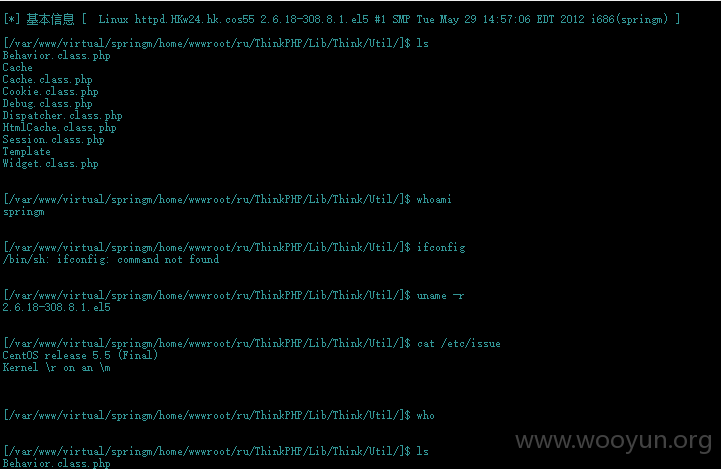 [*] 基本信息 [  Linux httpd.HKw24.hk.cos55 2.6.18-308.8.1.el5 #1 SMP Tue May 29 14:57:06 EDT 2012 i686(springm) ]
[/var/www/virtual/springm/home/wwwroot/ru/ThinkPHP/Lib/Think/Util/]$ ls
Behavior.class.php
Cache
Cache.class.php
Cookie.class.php
Debug.class.php
Dispatcher.class.php
HtmlCache.class.php
Session.class.php
Template
Widget.class.php
[/var/www/virtual/springm/home/wwwroot/ru/ThinkPHP/Lib/Think/Util/]$ whoami
springm
[/var/www/virtual/springm/home/wwwroot/ru/ThinkPHP/Lib/Think/Util/]$ ifconfig
/bin/sh: ifconfig: command not found
[/var/www/virtual/springm/home/wwwroot/ru/ThinkPHP/Lib/Think/Util/]$ uname -r
2.6.18-308.8.1.el5
[/var/www/virtual/springm/home/wwwroot/ru/ThinkPHP/Lib/Think/Util/]$ cat /etc/issue
CentOS release 5.5 (Final)
Kernel \r on an \m
[/var/www/virtual/springm/home/wwwroot/ru/ThinkPHP/Lib/Think/Util/]$ who
[/var/www/virtual/springm/home/wwwroot/ru/ThinkPHP/Lib/Think/Util/]$ ls
Behavior.class.php
www.wooyun.org